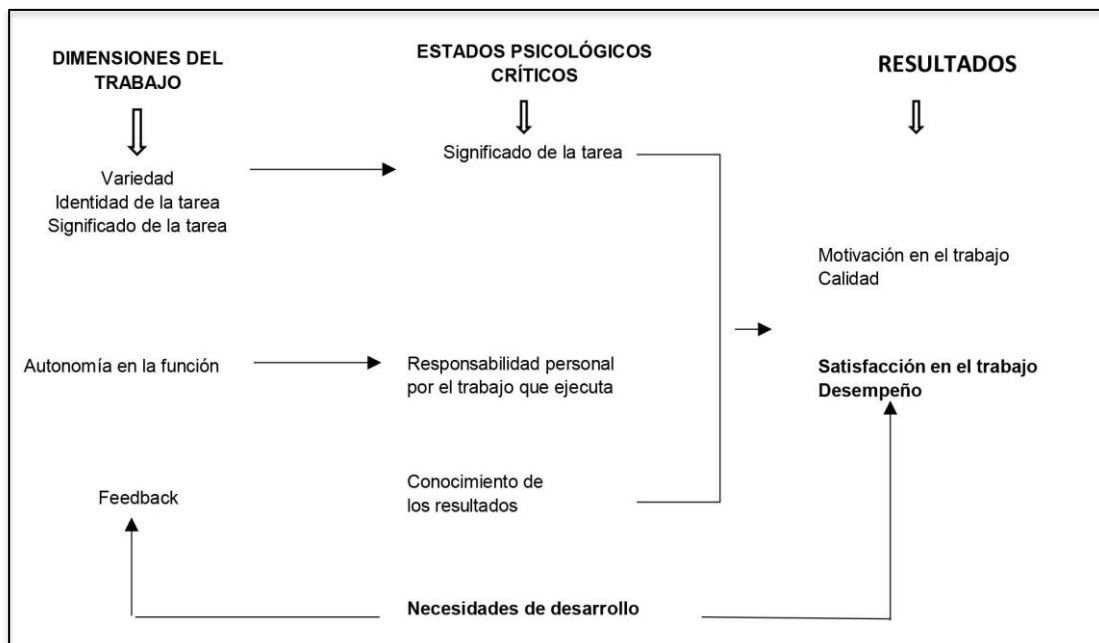 DIMENSIONES DEL
TRABAJO
ESTADOS PSICOLÓGICOS
CRÍTICOS
RESULTADOS
Variedad
Identidad de la tarea
Significado de la tarea
Significado de la tarea
Motivación en el trabajo
Calidad
Autonomía en la función
Responsabilidad personal
por el trabajo que ejecuta
Satisfacción en el trabajo
Desempeño
Feedback
Conocimiento de
los resultados
Necesidades de desarrollo